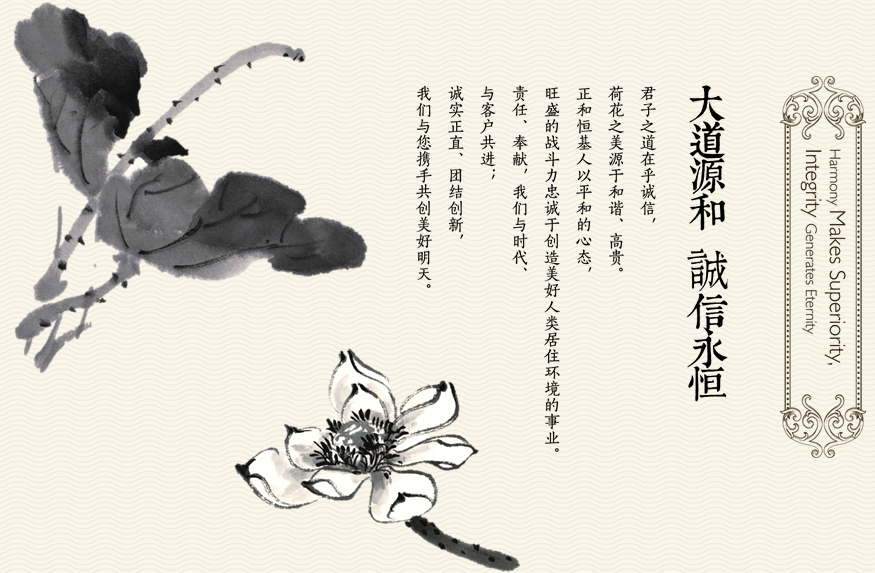 Harmony Makes Superiority,
Integrity Generates Eternity
大道源和 誠信永恒
君子之道在乎诚信，
荷花之美源于和谐、高贵。
正和恒基人以平和的心态，
旺盛的战斗力忠诚于创造美好人类居住环境的事业。
责任、奉献，我们与时代、
与客户共进；
诚实正直、团结创新，
我们与您携手共创美好明天。